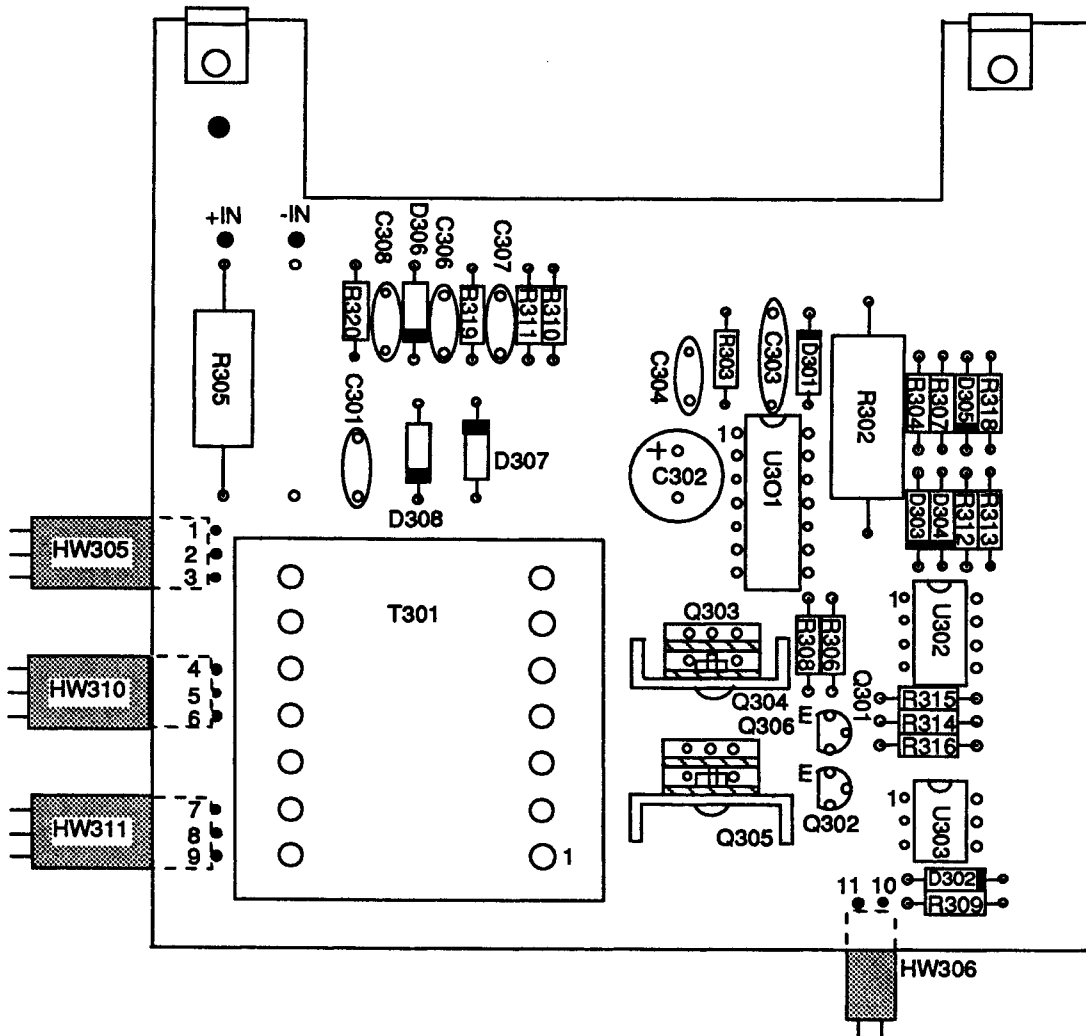 +IN
-IN
C308
D306
C306
C307
R320
R319
R311
R310
R305
C301
D308
D307
C304
R303
C303
D301
R302
R304
R307
D305
R318
+
C302
1
U3O1
D303
D304
R312
R313
HW305
1
2
3
T301
HW310
4
5
6
HW311
7
8
9
1
Q303
Q304
Q306
Q305
R308
R306
Q301
E
E
Q302
1
U302
R315
R314
R316
1
U303
D302
R309
11
10
HW306